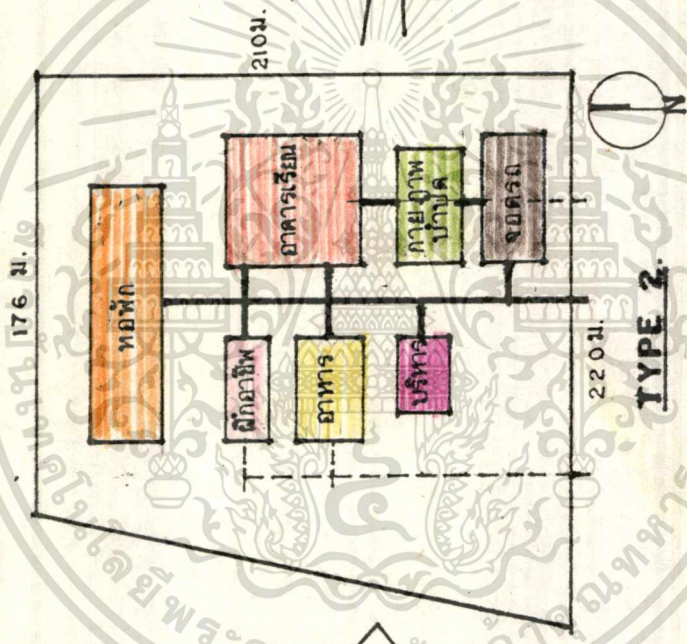 176 ม.
210ม.
หอพัก
อาคารเรียน
ฝึกอาชีพ
อาหาร
กายภาพ
บำบัด
บริหาร
จอดรถ
N
220ม.
TYPE 2.